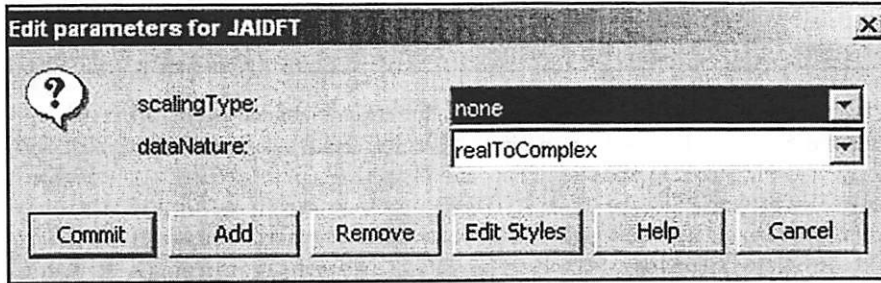 Edit parameters for JAIDFT
?
scalingType: none
dataNature: realToComplex
Commit Add Remove Edit Styles Help Cancel